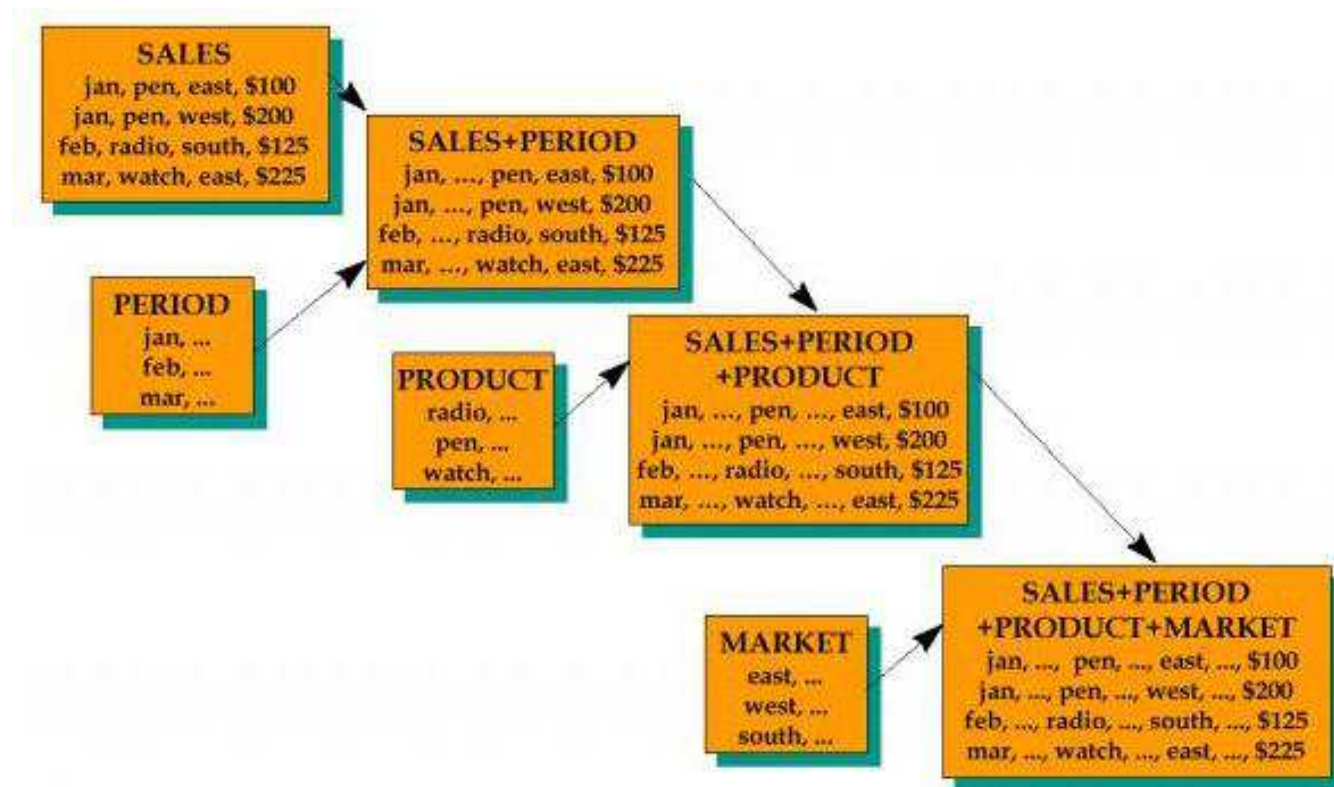 SALES
jan, pen, east, $100
jan, pen, west, $200
feb, radio, south, $125
mar, watch, east, $225
SALES+PERIOD
jan, ..., pen, east, $100
jan, ..., pen, west, $200
feb, ..., radio, south, $125
mar, ..., watch, east, $225
PERIOD
jan, ...
feb, ...
mar, ...
PRODUCT
radio, ...
pen, ...
watch, ...
SALES+PERIOD
+PRODUCT
jan, ..., pen, ..., east, $100
jan, ..., pen, ..., west, $200
feb, ..., radio, ..., south, $125
mar, ..., watch, ..., east, $225
MARKET
east, ...
west, ...
south, ...
SALES+PERIOD
+PRODUCT+MARKET
jan, ..., pen, ..., east, ..., $100
jan, ..., pen, ..., west, ..., $200
feb, ..., radio, ..., south, ..., $125
mar, ..., watch, ..., east, ..., $225